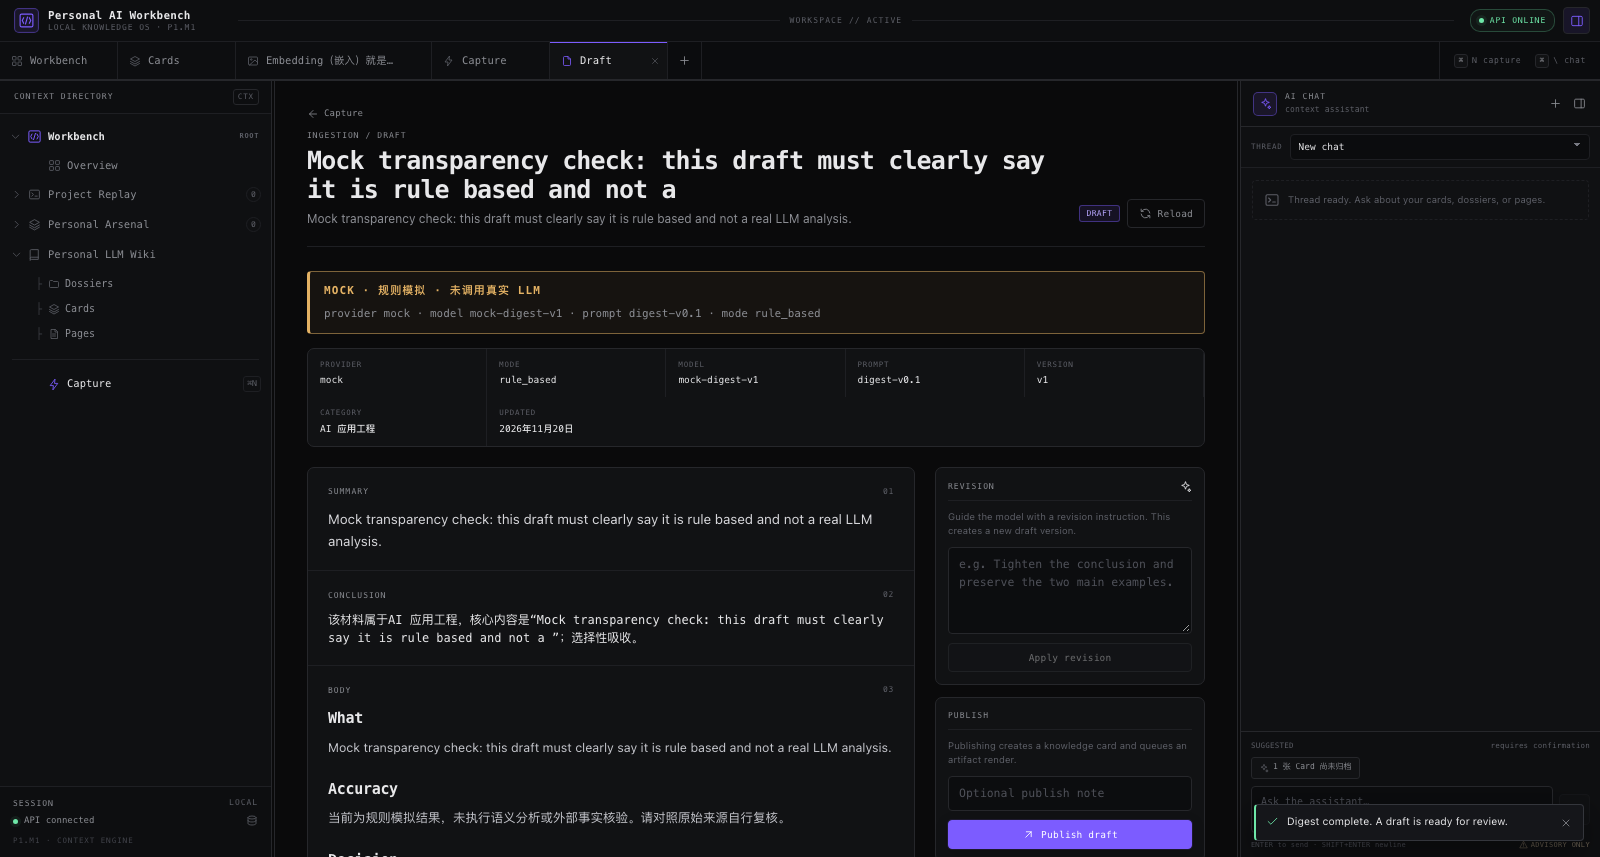 Personal AI Workbench
LOCAL KNOWLEDGE OS · P1.M1
WORKSPACE // ACTIVE
API ONLINE
Workbench
Cards
Embedding (嵌入) 就是…
Capture
Draft
⌘ N capture
⌘ \ chat
CONTEXT DIRECTORY
CTX
Workbench
ROOT
Overview
Project Replay
0
Personal Arsenal
0
Personal LLM Wiki
Dossiers
Cards
Pages
Capture
⌘N
SESSION
LOCAL
API connected
P1.M1 · CONTEXT ENGINE
← Capture
INGESTION / DRAFT
Mock transparency check: this draft must clearly say
it is rule based and not a
Mock transparency check: this draft must clearly say it is rule based and not a real LLM analysis.
DRAFT
Reload
MOCK · 规则模拟 · 未调用真实 LLM
provider mock · model mock-digest-v1 · prompt digest-v0.1 · mode rule_based
PROVIDER
mock
MODE
rule_based
MODEL
mock-digest-v1
PROMPT
digest-v0.1
VERSION
v1
CATEGORY
AI 应用工程
UPDATED
2026年11月20日
SUMMARY
01
Mock transparency check: this draft must clearly say it is rule based and not a real LLM
analysis.
CONCLUSION
02
该材料属于AI 应用工程，核心内容是“Mock transparency check: this draft must clearly
say it is rule based and not a ”；选择性吸收。
BODY
03
What
Mock transparency check: this draft must clearly say it is rule based and not a real LLM analysis.
Accuracy
当前为规则模拟结果，未执行语义分析或外部事实核验。请对照原始来源自行复核。
Decision
REVISION
Guide the model with a revision instruction. This
creates a new draft version.
e.g. Tighten the conclusion and
preserve the two main examples.
Apply revision
PUBLISH
Publishing creates a knowledge card and queues an
artifact render.
Optional publish note
Publish draft
AI CHAT
context assistant
THREAD
New chat
Thread ready. Ask about your cards, dossiers, or pages.
SUGGESTED
requires confirmation
1 张 Card 尚未归档
Ask the assistant…
Digest complete. A draft is ready for review.
ENTER to send · SHIFT+ENTER newline
ADVISORY ONLY